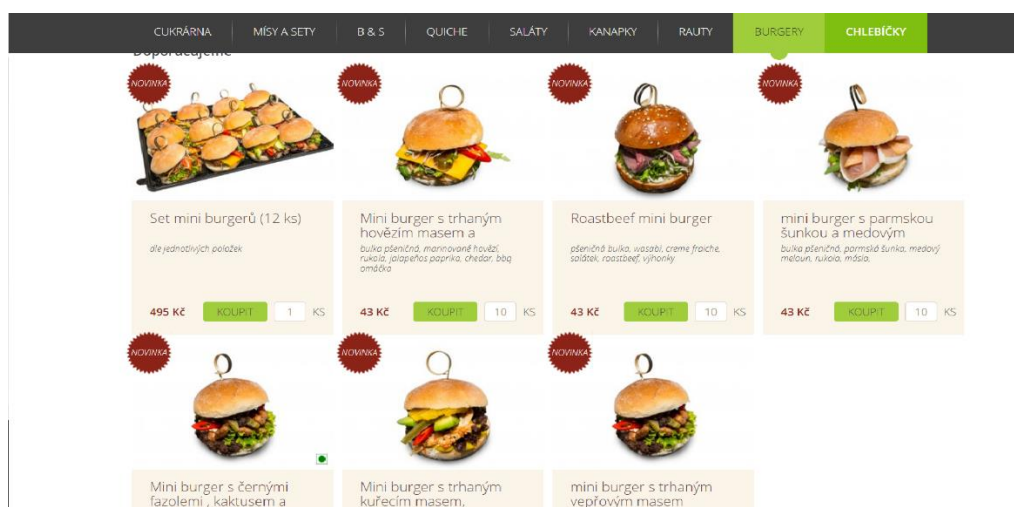 CUKRÁRNA MÍSY A SETY B & S QUICHE SALÁTY KANAPKY RAUTY BURGERY CHLEBÍČKY
Doporučujeme
NOVINKA NOVINKA NOVINKA NOVINKA
Set mini burgerů (12 ks)
dle jednotlivých položek
495 Kč KOUPIT 1 KS
Mini burger s trhaným
hovězím masem a
bulka pšeničná, marinované hovězí,
rukola, jalapeños paprika, chedar, bbq
omáčka
43 Kč KOUPIT 10 KS
Roastbeef mini burger
pšeničná bulka, wasabi, creme fraiche,
salátek, roastbeef, výhonky
43 Kč KOUPIT 10 KS
mini burger s parmskou
šunkou a medovým
bulka pšeničná, parmská šunka, medový
meloun, rukola, máslo,
43 Kč KOUPIT 10 KS
NOVINKA NOVINKA NOVINKA
Mini burger s černými
fazolemi , kaktusem a
Mini burger s trhaným
kuřecím masem,
mini burger s trhaným
vepřovým masem